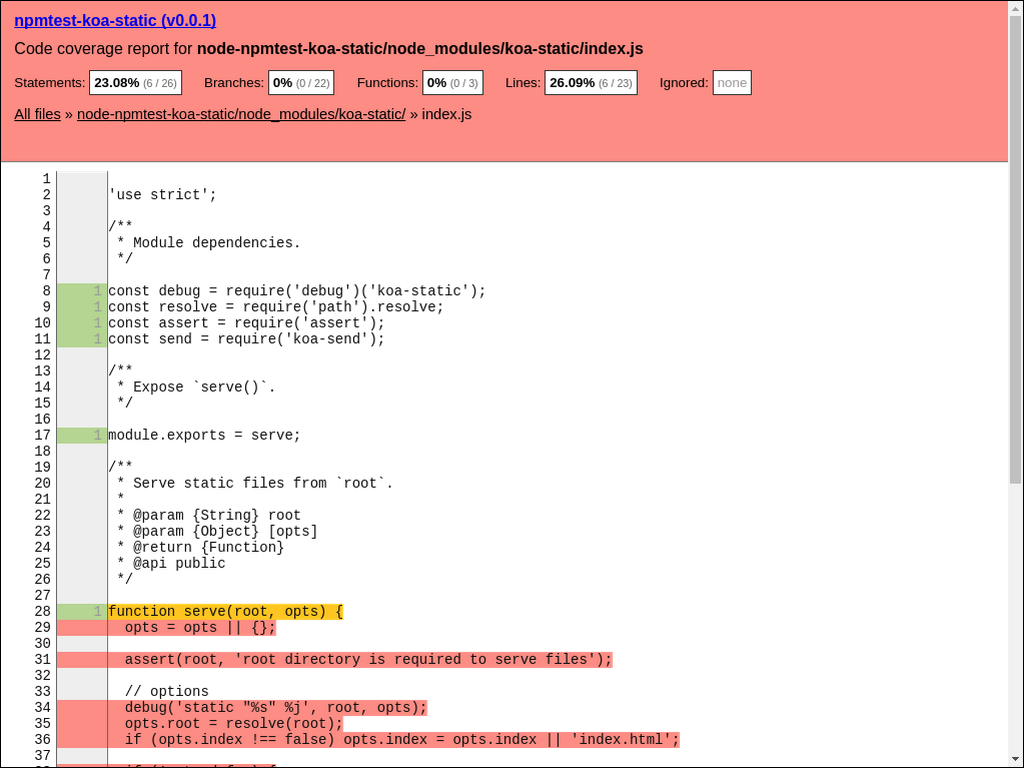 npmtest-koa-static (v0.0.1)
Code coverage report for node-npmtest-koa-static/node_modules/koa-static/index.js
Statements: 23.08% (6 / 26) Branches: 0% (0 / 22) Functions: 0% (0 / 3) Lines: 26.09% (6 / 23) Ignored: none
All files » node-npmtest-koa-static/node_modules/koa-static/ » index.js
1
2 'use strict';
3
4 /**
5  * Module dependencies.
6  */
7
8 1 const debug = require('debug')('koa-static');
9 1 const resolve = require('path').resolve;
10 1 const assert = require('assert');
11 1 const send = require('koa-send');
12
13 /**
14  * Expose `serve()`.
15  */
16
17 1 module.exports = serve;
18
19 /**
20  * Serve static files from `root`.
21  *
22  * @param {String} root
23  * @param {Object} [opts]
24  * @return {Function}
25  * @api public
26  */
27
28 1 function serve(root, opts) {
29   opts = opts || {};
30
31   assert(root, 'root directory is required to serve files');
32
33   // options
34   debug('static "%s" %j', root, opts);
35   opts.root = resolve(root);
36   if (opts.index !== false) opts.index = opts.index || 'index.html';
37